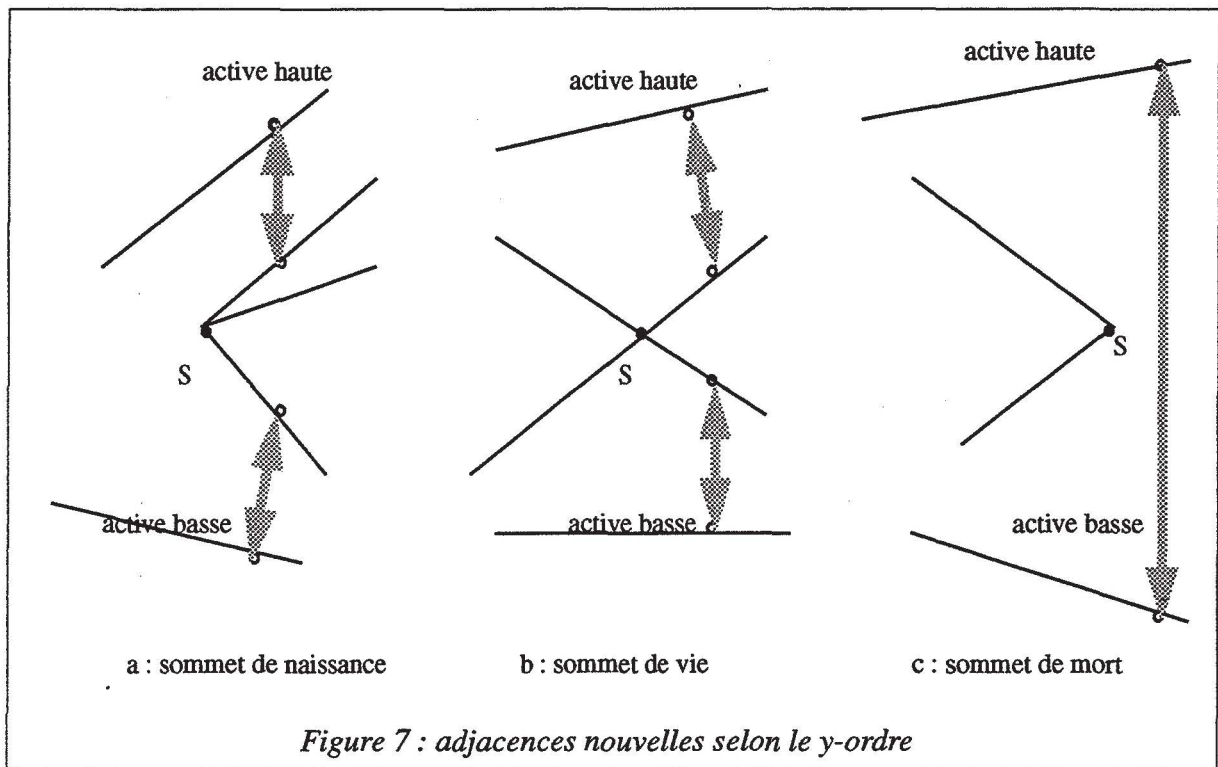 active haute
active haute
active haute
S
S
S
active basse
active basse
active basse
a : sommet de naissance
b : sommet de vie
c : sommet de mort
Figure 7 : adjacences nouvelles selon le y-ordre